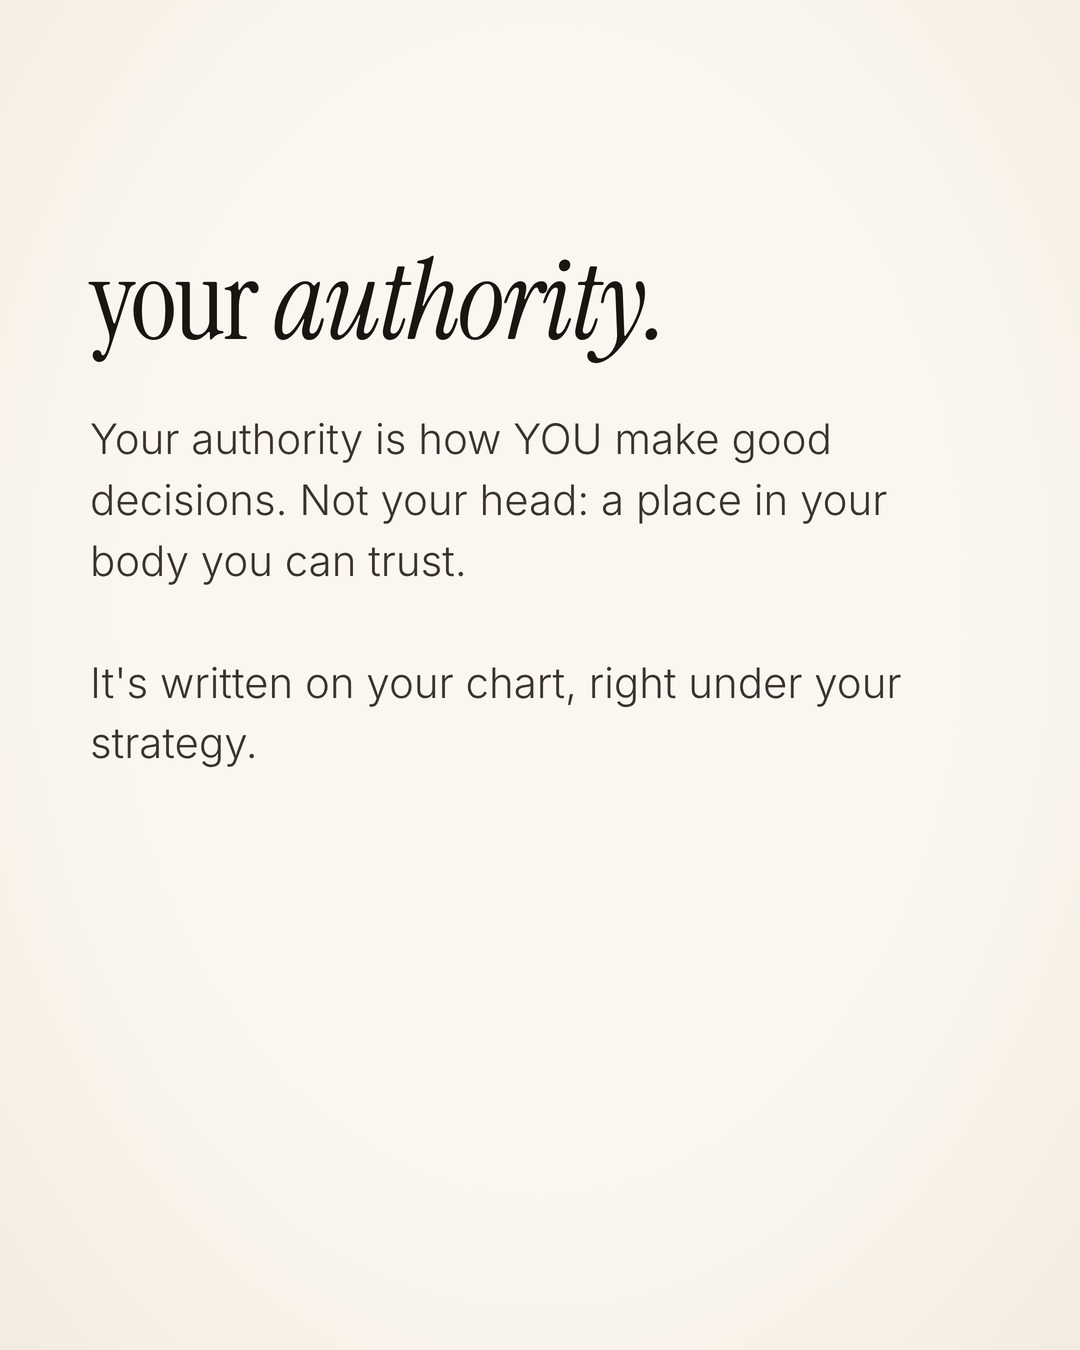 your authority.
Your authority is how YOU make good
decisions. Not your head: a place in your
body you can trust.
It's written on your chart, right under your
strategy.